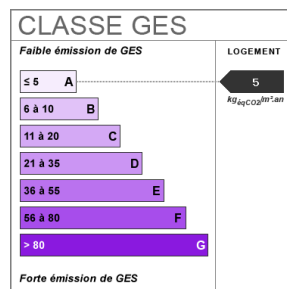 CLASSE GES
Faible émission de GES
LOGEMENT
≤ 5 A
5
kgéqCO2/m².an
6 à 10 B
11 à 20 C
21 à 35 D
36 à 55 E
56 à 80 F
> 80 G
Forte émission de GES